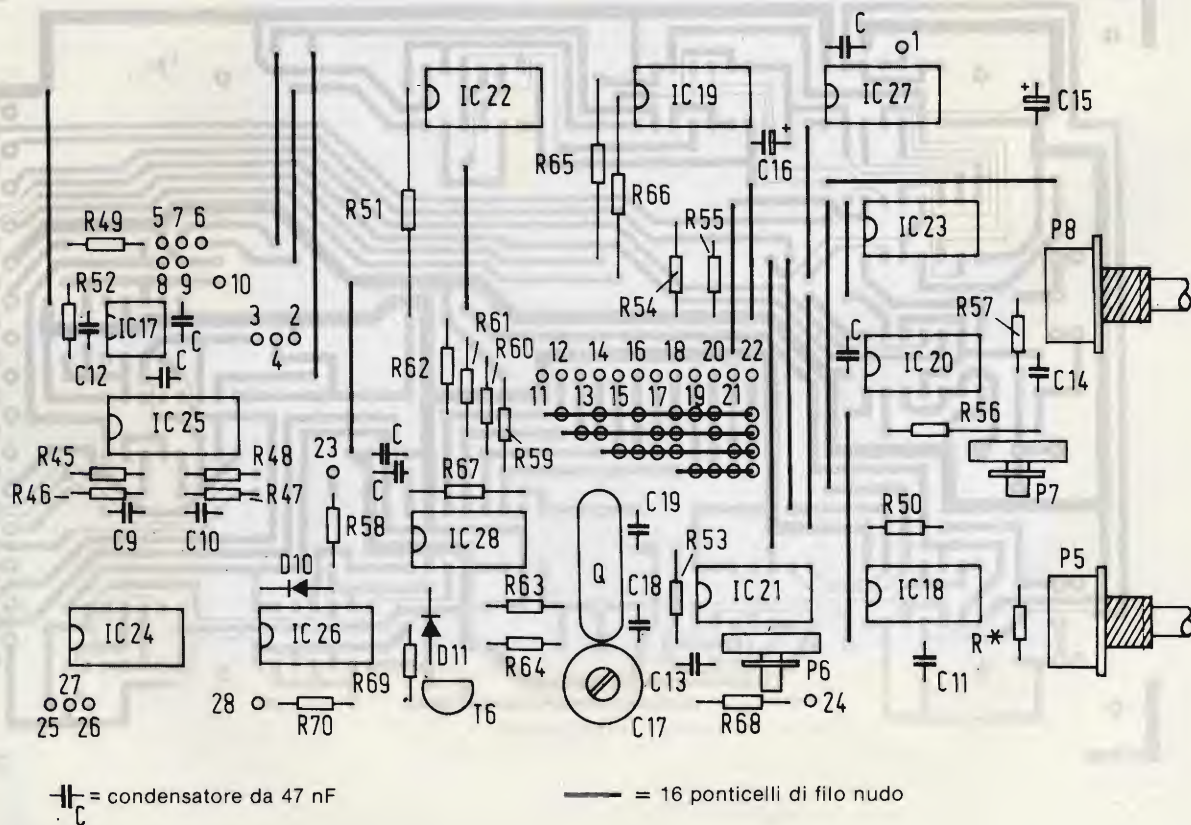 C 1
IC 22 IC 19 IC 27 + C15
+ C16
R65
R66
R51
R49 5 7 6
R55
IC 23
P8
R52 8 9 10
R54
IC17 C
3 2
4
R57
C12 C
R61
R60
R62
12 14 16 18 20 22
11 13 15 17 19 21
C IC 20
C14
IC 25
R56
R59
R45 R48 23 C
C
R67
P7
R46 R47
C9 C10 R58
IC 28
C19
R53
R50
D10
Q
P5
R63
C18
IC 21 IC 18
IC 24 IC 26
D11
R64
R*
R69
C13 P6
C11
27
25 26
28 R70
T6
C17
R68
24
C = condensatore da 47 nF
= 16 ponticelli di filo nudo